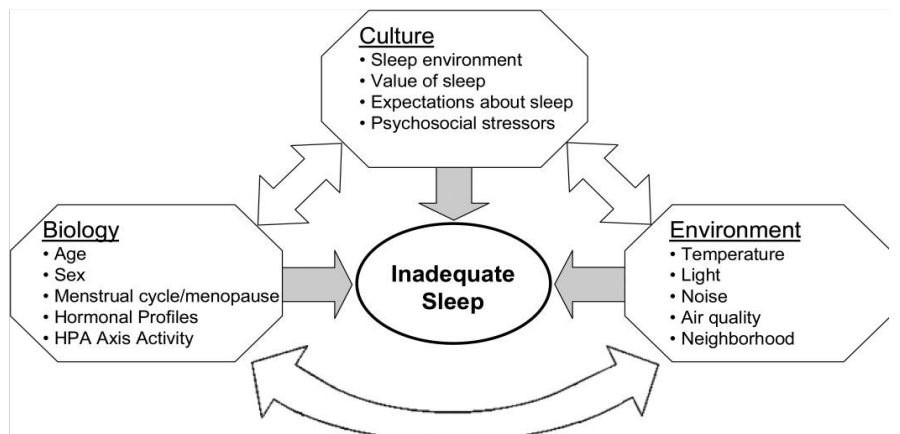 Culture
• Sleep environment
• Value of sleep
• Expectations about sleep
• Psychosocial stressors
Biology
• Age
• Sex
• Menstrual cycle/menopause
• Hormonal Profiles
• HPA Axis Activity
Inadequate
Sleep
Environment
• Temperature
• Light
• Noise
• Air quality
• Neighborhood